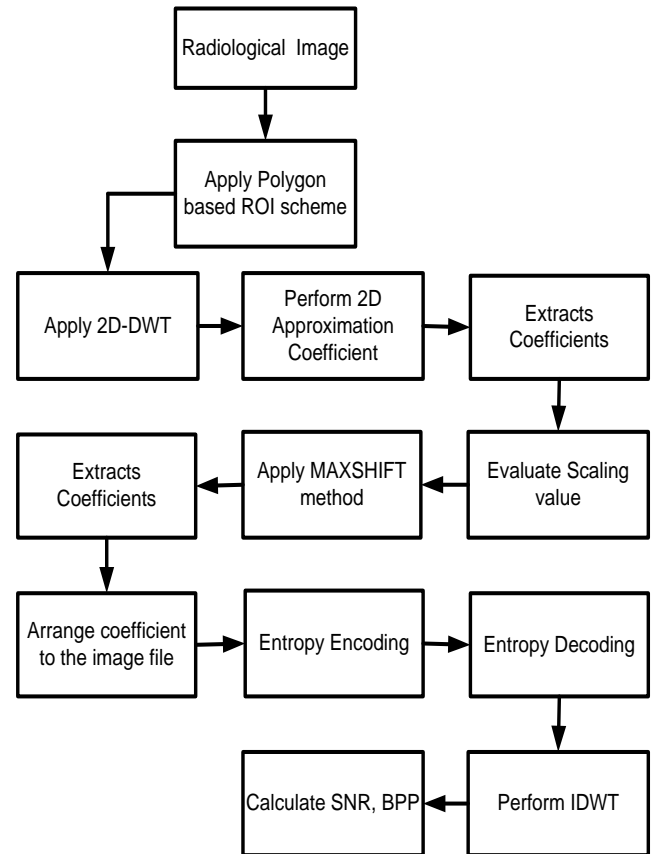 Radiological Image
Apply Polygon
based ROI scheme
Apply 2D-DWT
Perform 2D
Approximation
Coefficient
Extracts
Coefficients
Evaluate Scaling
value
Apply MAXSHIFT
method
Extracts
Coefficients
Arrange coefficient
to the image file
Entropy Encoding
Entropy Decoding
Perform IDWT
Calculate SNR, BPP